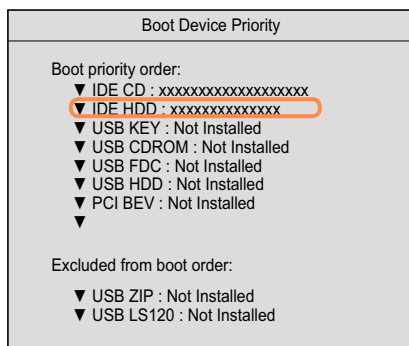 Boot Device Priority
Boot priority order:
▼ IDE CD : xxxxxxxxxxxxxxxxxxx
▼ IDE HDD : xxxxxxxxxxxxxx
▼ USB KEY : Not Installed
▼ USB CDROM : Not Installed
▼ USB FDC : Not Installed
▼ USB HDD : Not Installed
▼ PCI BEV : Not Installed
▼
Excluded from boot order:
▼ USB ZIP : Not Installed
▼ USB LS120 : Not Installed